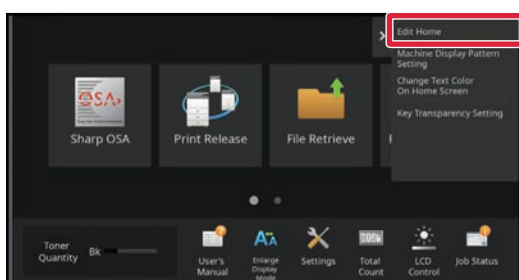 Edit Home
Machine Display Pattern
Setting
Change Text Color
On Home Screen
Key Transparency Setting
OSA
Sharp OSA
Print Release
File Retrieve
Toner
Quantity
Bk
User's
Manual
Enlarge
Display
Mode
Settings
Total
Count
LCD
Control
Job Status